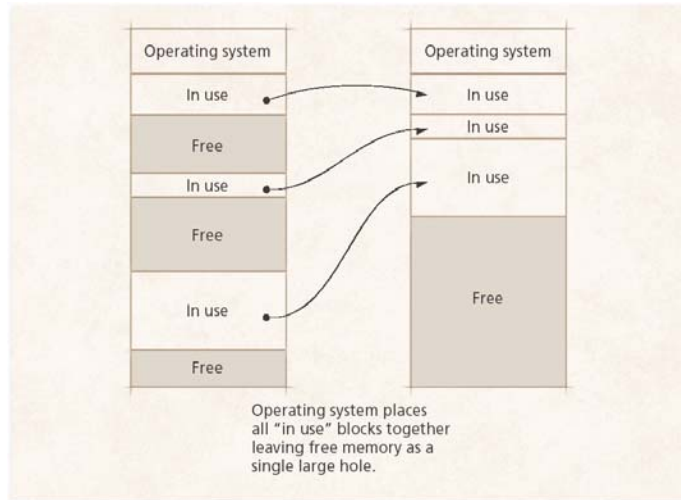 Operating system
In use
Free
In use
Free
In use
Free
Operating system
In use
In use
In use
Free
Operating system places
all “in use” blocks together
leaving free memory as a
single large hole.